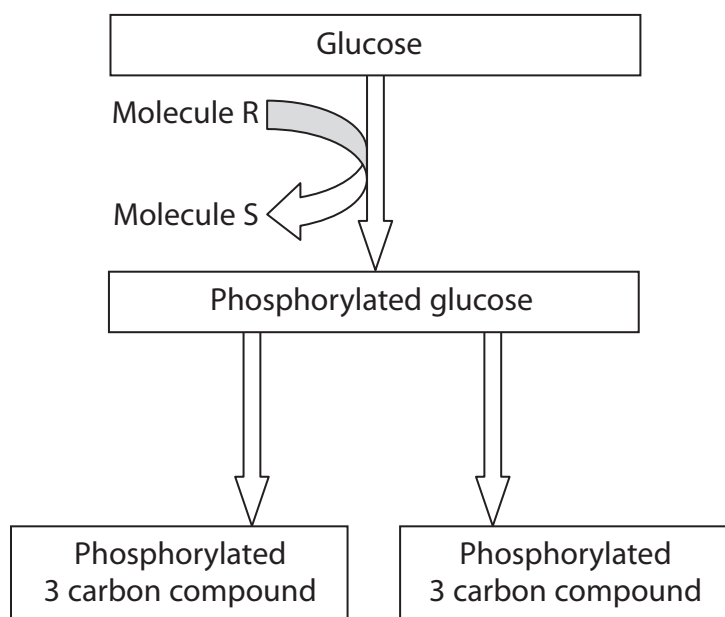 Glucose
Molecule R
Molecule S
Phosphorylated glucose
Phosphorylated
3 carbon compound
Phosphorylated
3 carbon compound